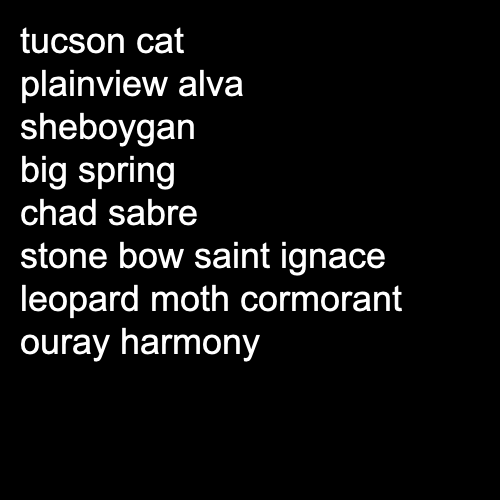 tucson cat
plainview alva
sheboygan
big spring
chad sabre
stone bow saint ignace
leopard moth cormorant
ouray harmony